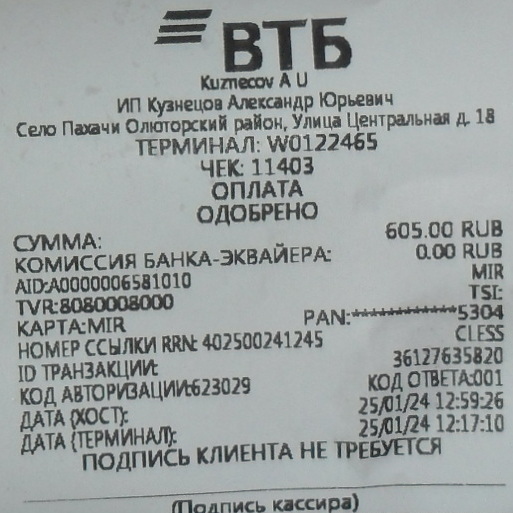 ВТБ
Kuznecov A U
ИП Кузнецов Александр Юрьевич
Село Пахачи Олюторский район, Улица Центральная д. 18
ТЕРМИНАЛ: W0122465
ЧЕК: 11403
ОПЛАТА
ОДОБРЕНО
СУММА: 605.00 RUB
КОМИССИЯ БАНКА-ЭКВАЙЕРА: 0.00 RUB
AID:A0000006581010 MIR
TVR:8080008000 TSI:
КАРТА:MIR PAN:************5304
НОМЕР ССЫЛКИ RRN: 402500241245 CLESS
ID ТРАНЗАКЦИИ: 36127635820
КОД АВТОРИЗАЦИИ:623029 КОД ОТВЕТА:001
ДАТА (ХОСТ): 25/01/24 12:59:26
ДАТА (ТЕРМИНАЛ): 25/01/24 12:17:10
ПОДПИСЬ КЛИЕНТА НЕ ТРЕБУЕТСЯ
(Подпись кассира)